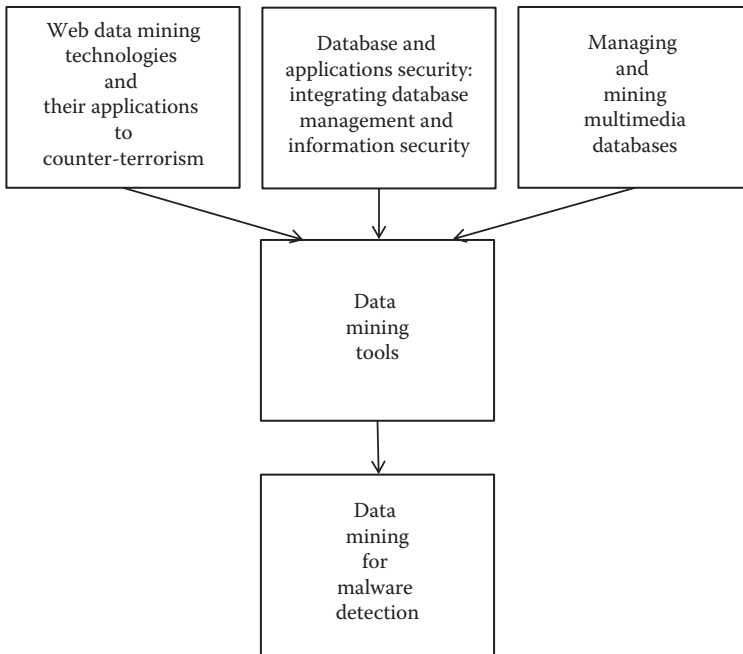 Web data mining
technologies
and
their applications
to
counter-terrorism
Database and
applications security:
integrating database
management and
information security
Managing
and
mining
multimedia
databases
Data
mining
tools
Data
mining
for
malware
detection